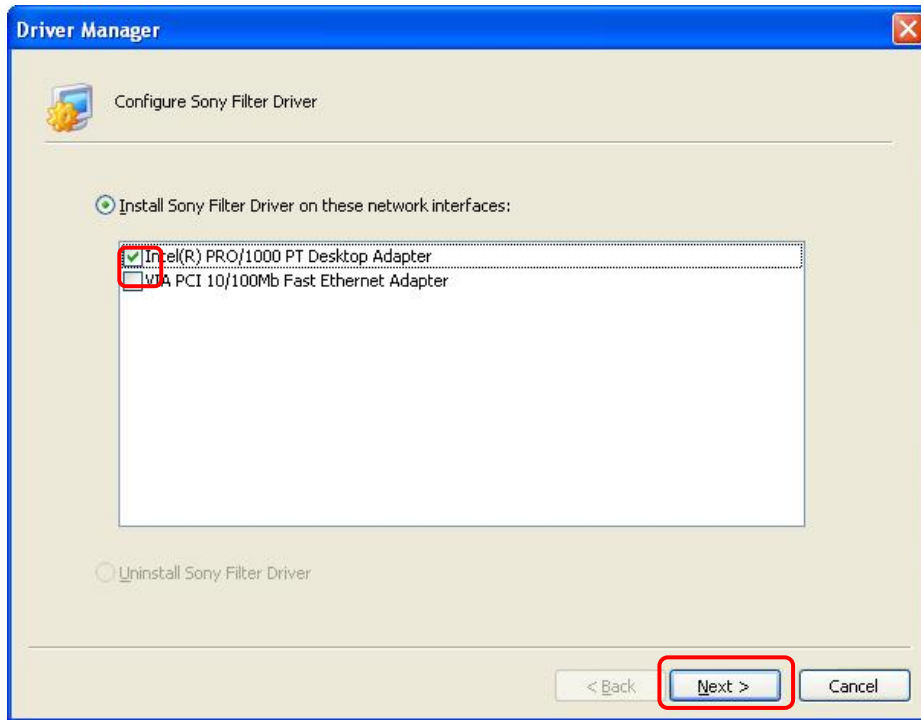 Driver Manager
Configure Sony Filter Driver
Install Sony Filter Driver on these network interfaces:
Intel(R) PRO/1000 PT Desktop Adapter
VIA PCI 10/100Mb Fast Ethernet Adapter
Uninstall Sony Filter Driver
< Back Next > Cancel